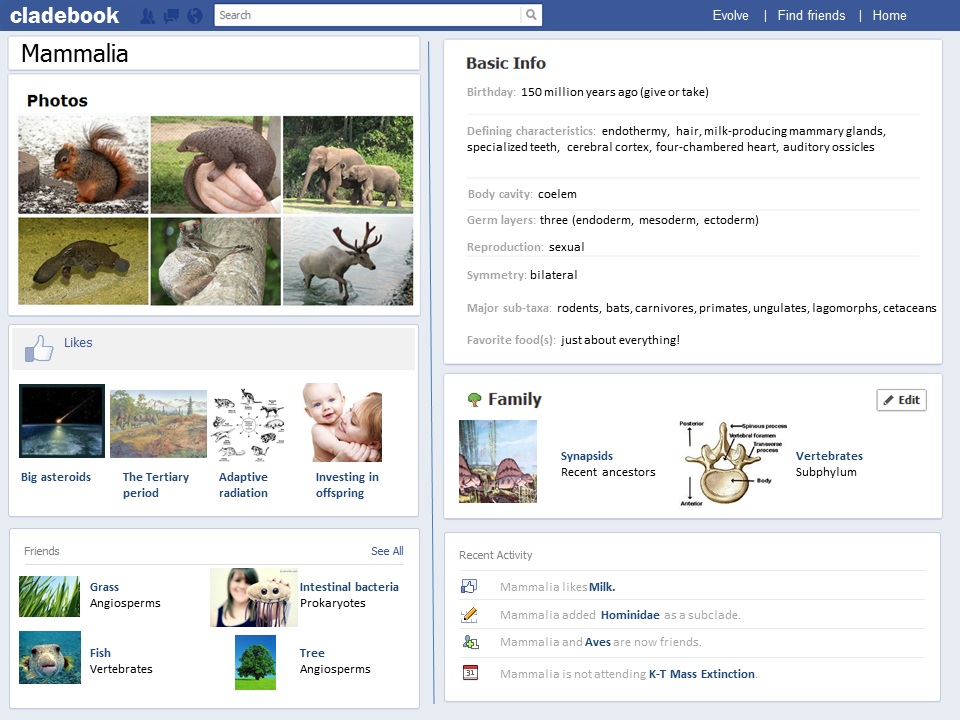 cladebook
Search
Evolve | Find friends | Home
Mammalia
Photos
Likes
Big asteroids
The Tertiary
period
Adaptive
radiation
Investing in
offspring
Friends
See All
Grass
Angiosperms
Intestinal bacteria
Prokaryotes
Fish
Vertebrates
Tree
Angiosperms
Basic Info
Birthday: 150 million years ago (give or take)
Defining characteristics: endothermy, hair, milk-producing mammary glands,
specialized teeth, cerebral cortex, four-chambered heart, auditory ossicles
Body cavity: coelem
Germ layers: three (endoderm, mesoderm, ectoderm)
Reproduction: sexual
Symmetry: bilateral
Major sub-taxa: rodents, bats, carnivores, primates, ungulates, lagomorphs, cetaceans
Favorite food(s): just about everything!
Family
Edit
Synapsids
Recent ancestors
Posterior
Spinous process
Vertebral foramen
Transverse
process
Body
Anterior
Vertebrates
Subphylum
Recent Activity
Mammalia likes Milk.
Mammalia added Hominidae as a subclade.
Mammalia and Aves are now friends.
31
Mammalia is not attending K-T Mass Extinction.